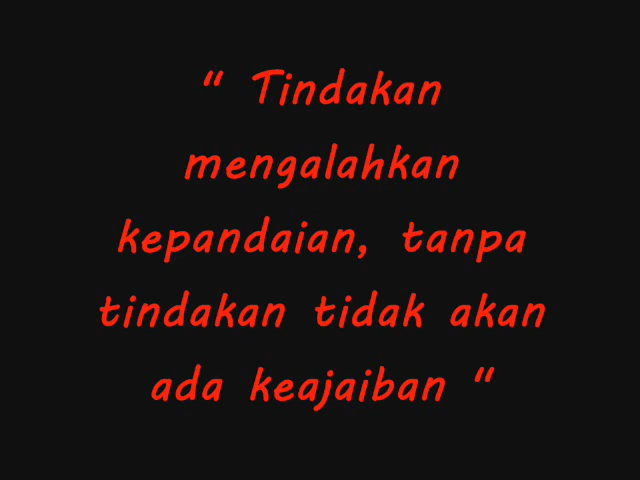 " Tindakan
mengalahkan
kepandaian, tanpa
tindakan tidak akan
ada keajaiban "